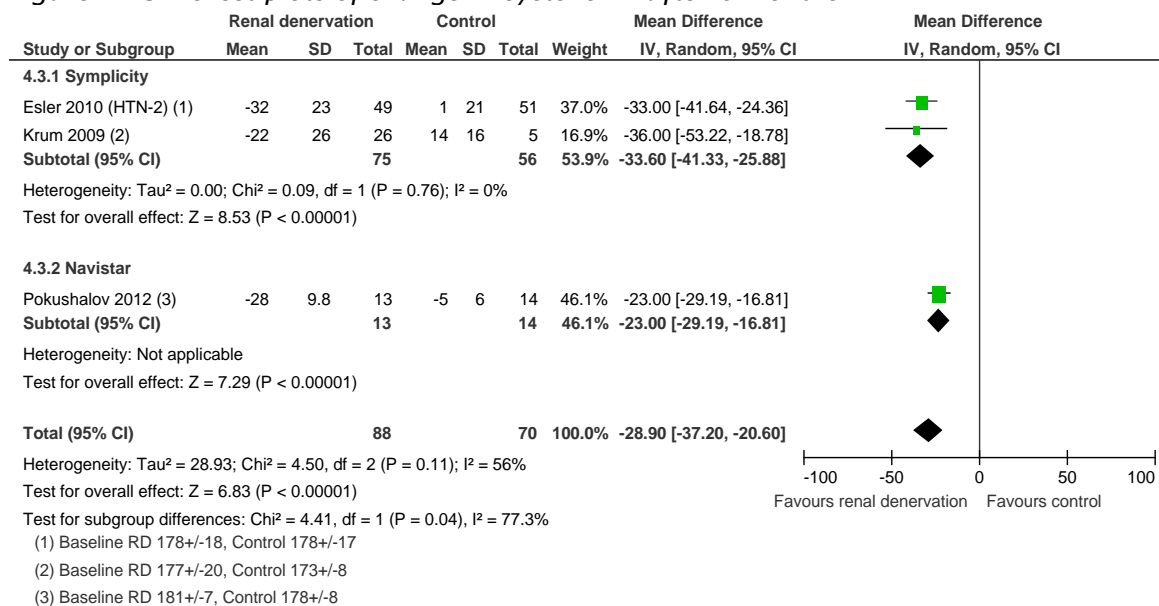 Renal denervation Control Mean Difference Mean Difference
Study or Subgroup Mean SD Total Mean SD Total Weight IV, Random, 95% CI IV, Random, 95% CI
4.3.1 Symplicity
Esler 2010 (HTN-2) (1) -32 23 49 1 21 51 37.0% -33.00 [-41.64, -24.36]
Krum 2009 (2) -22 26 26 14 16 5 16.9% -36.00 [-53.22, -18.78]
Subtotal (95% CI) 75 56 53.9% -33.60 [-41.33, -25.88]
Heterogeneity: Tau² = 0.00; Chi² = 0.09, df = 1 (P = 0.76); I² = 0%
Test for overall effect: Z = 8.53 (P < 0.00001)
4.3.2 Navistar
Pokushalov 2012 (3) -28 9.8 13 -5 6 14 46.1% -23.00 [-29.19, -16.81]
Subtotal (95% CI) 13 14 46.1% -23.00 [-29.19, -16.81]
Heterogeneity: Not applicable
Test for overall effect: Z = 7.29 (P < 0.00001)
Total (95% CI) 88 70 100.0% -28.90 [-37.20, -20.60]
Heterogeneity: Tau² = 28.93; Chi² = 4.50, df = 2 (P = 0.11); I² = 56%
Test for overall effect: Z = 6.83 (P < 0.00001)
Test for subgroup differences: Chi² = 4.41, df = 1 (P = 0.04), I² = 77.3%
-100 -50 0 50 100
Favours renal denervation Favours control
(1) Baseline RD 178+/-18, Control 178+/-17
(2) Baseline RD 177+/-20, Control 173+/-8
(3) Baseline RD 181+/-7, Control 178+/-8